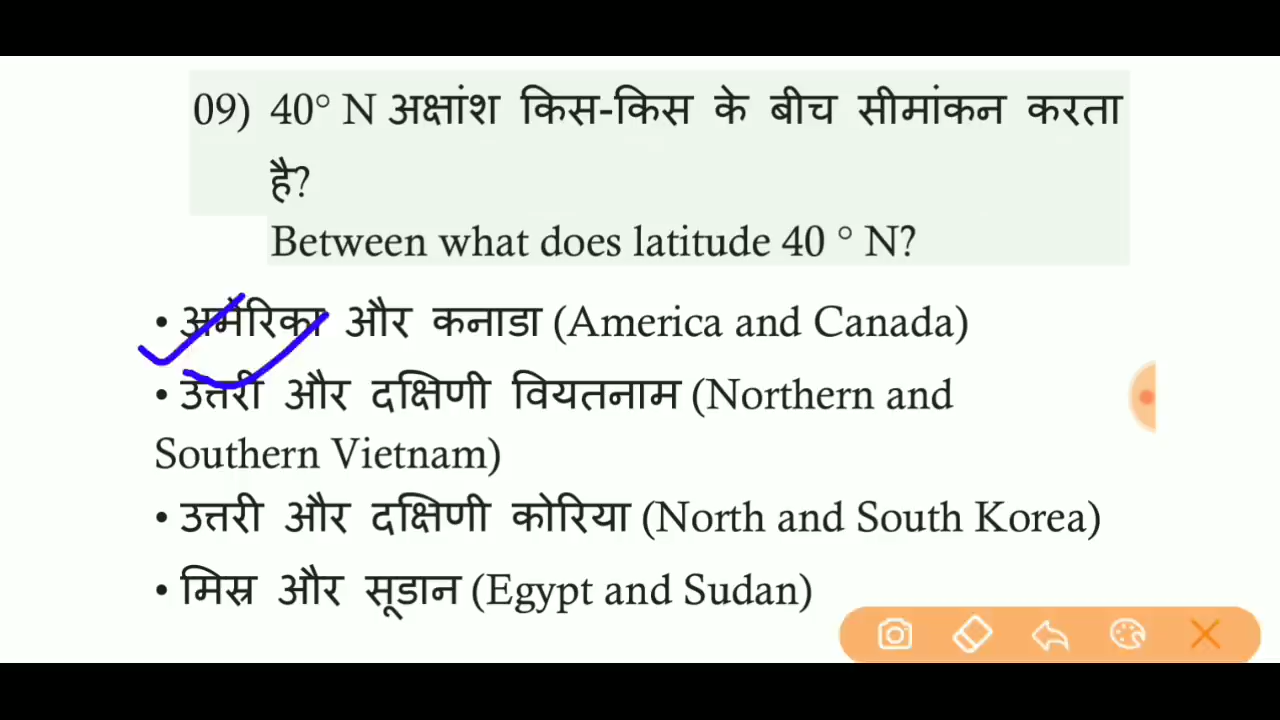 09) 40° N अक्षांश किस-किस के बीच सीमांकन करता
है?
Between what does latitude 40 ° N?
• अमेरिका और कनाडा (America and Canada)
• उत्तरी और दक्षिणी वियतनाम (Northern and
Southern Vietnam)
• उत्तरी और दक्षिणी कोरिया (North and South Korea)
• मिस्र और सूडान (Egypt and Sudan)